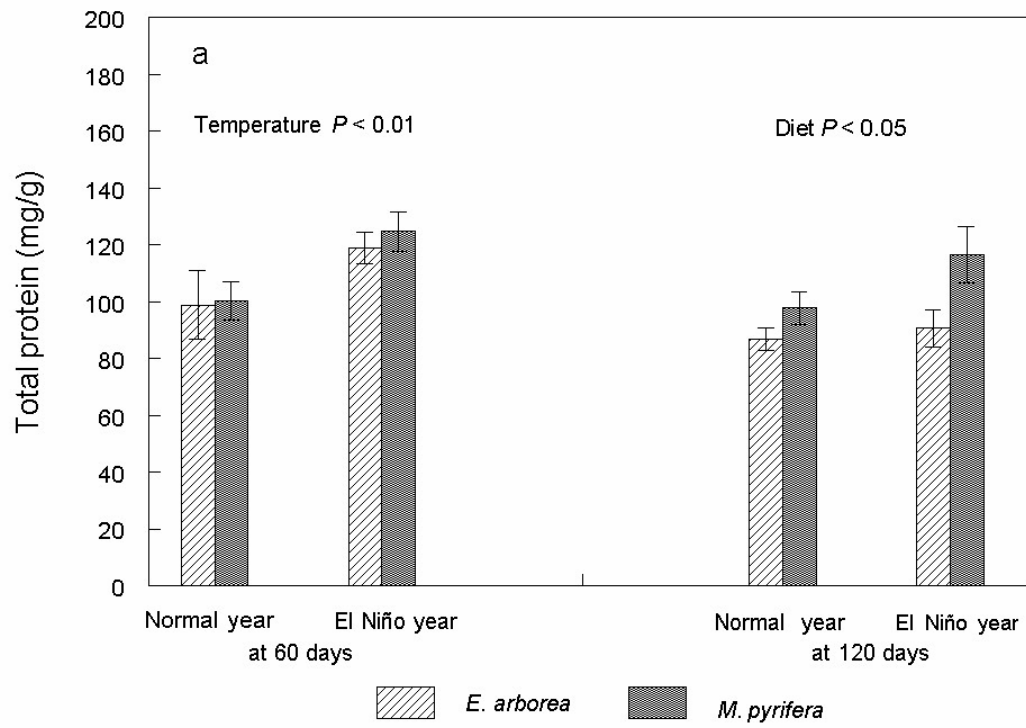 a
Temperature P < 0.01
Diet P < 0.05
Total protein (mg/g)
200
180
160
140
120
100
80
60
40
20
0
Normal year
El Niño year
Normal year
El Niño year
at 60 days
at 120 days
E. arborea
M. pyrifera